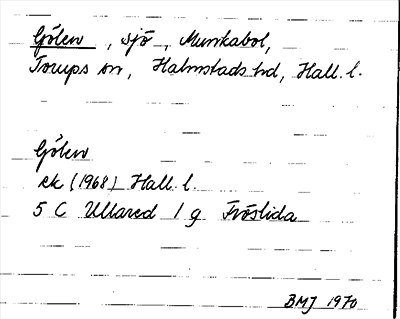 Gölen, sjö, Munkabol,
Torups sn, Halmstads hd, Hall. l.
Gölen
ek (1968) Hall. l.
5 C Ullared 1 g Fröslida
BMJ 1970